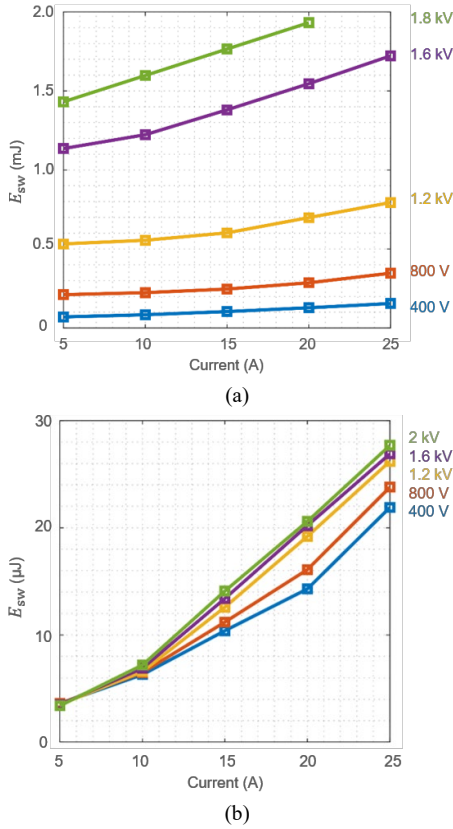 2.0
1.8 kV
1.6 kV
1.5
1.0
1.2 kV
0.5
800 V
400 V
0
E_sw (mJ)
5 10 15 20 25
Current (A)
(a)
30
2 kV
1.6 kV
1.2 kV
800 V
400 V
20
10
0
E_sw (μJ)
5 10 15 20 25
Current (A)
(b)